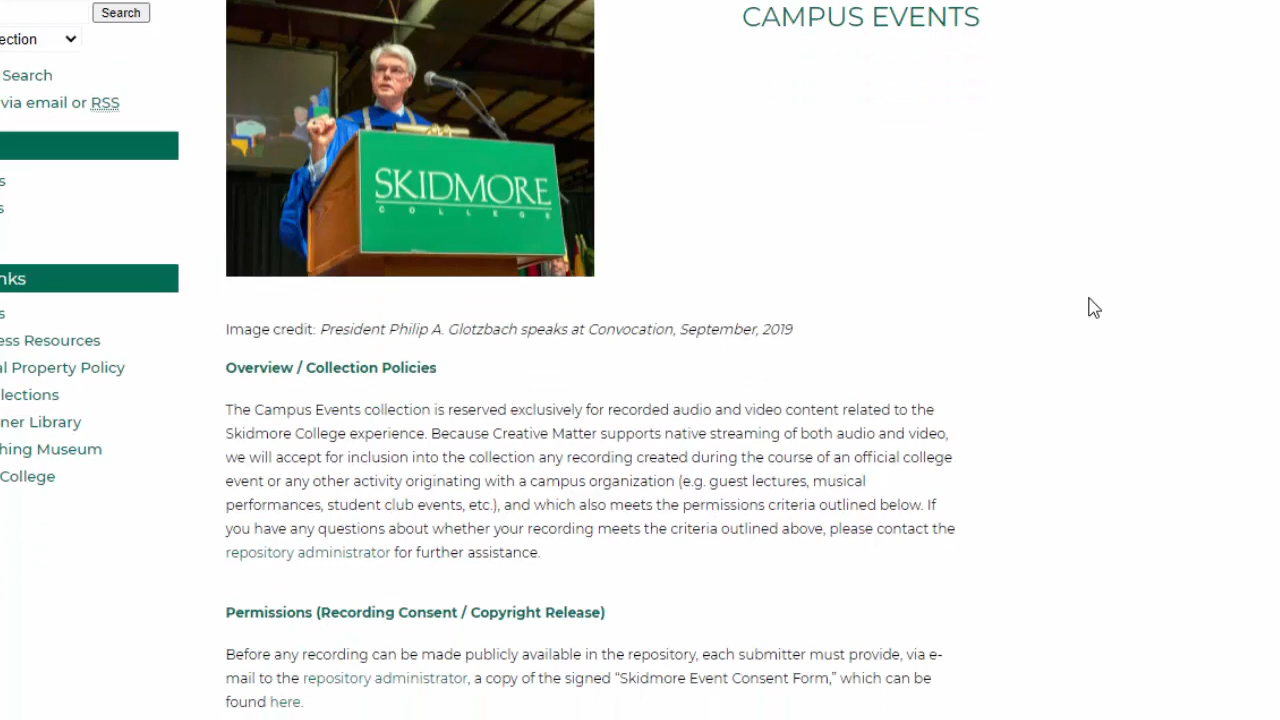 Search
CAMPUS EVENTS
ection
Search
via email or RSS
SKIDMORE
COLLEGE
s
s
nks
s
ess Resources
al Property Policy
lections
ner Library
hing Museum
College
Image credit: President Philip A. Glotzbach speaks at Convocation, September, 2019
Overview / Collection Policies
The Campus Events collection is reserved exclusively for recorded audio and video content related to the
Skidmore College experience. Because Creative Matter supports native streaming of both audio and video,
we will accept for inclusion into the collection any recording created during the course of an official college
event or any other activity originating with a campus organization (e.g. guest lectures, musical
performances, student club events, etc.), and which also meets the permissions criteria outlined below. If
you have any questions about whether your recording meets the criteria outlined above, please contact the
repository administrator for further assistance.
Permissions (Recording Consent / Copyright Release)
Before any recording can be made publicly available in the repository, each submitter must provide, via e-
mail to the repository administrator, a copy of the signed “Skidmore Event Consent Form,” which can be
found here.